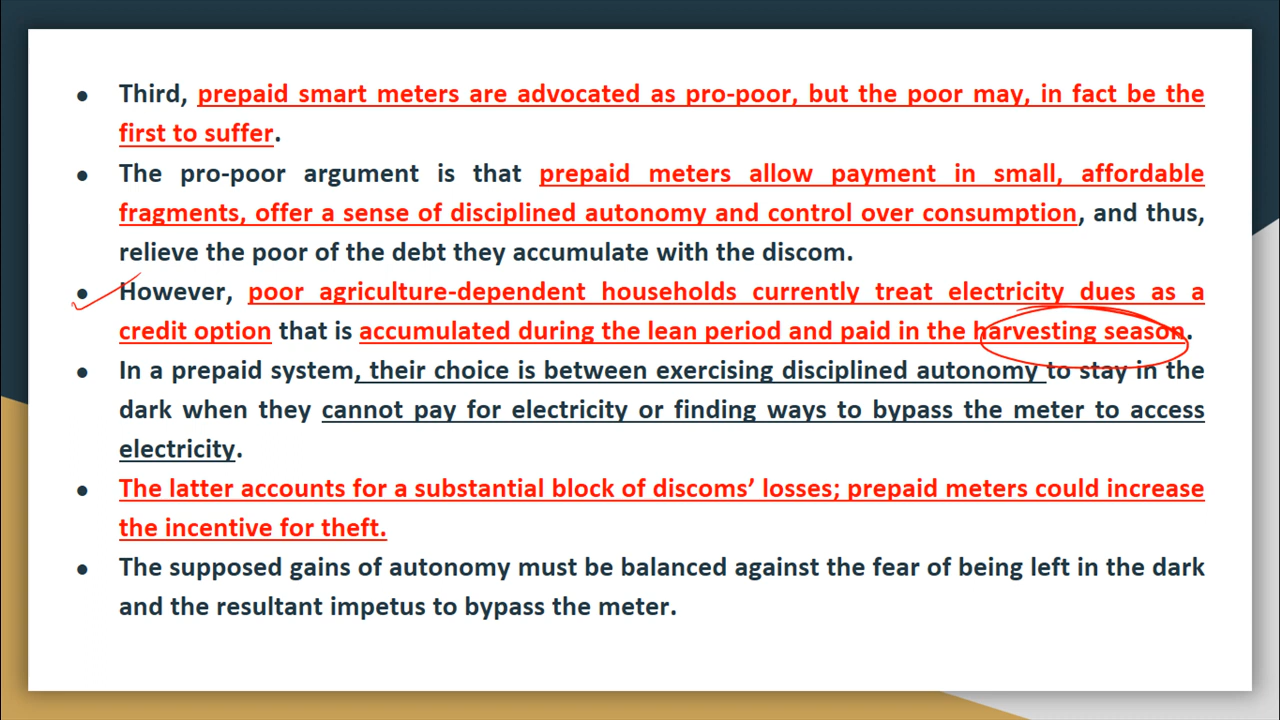 • Third, prepaid smart meters are advocated as pro-poor, but the poor may, in fact be the
first to suffer.
• The pro-poor argument is that prepaid meters allow payment in small, affordable
fragments, offer a sense of disciplined autonomy and control over consumption, and thus,
relieve the poor of the debt they accumulate with the discom.
• However, poor agriculture-dependent households currently treat electricity dues as a
credit option that is accumulated during the lean period and paid in the harvesting season.
• In a prepaid system, their choice is between exercising disciplined autonomy to stay in the
dark when they cannot pay for electricity or finding ways to bypass the meter to access
electricity.
• The latter accounts for a substantial block of discoms’ losses; prepaid meters could increase
the incentive for theft.
• The supposed gains of autonomy must be balanced against the fear of being left in the dark
and the resultant impetus to bypass the meter.